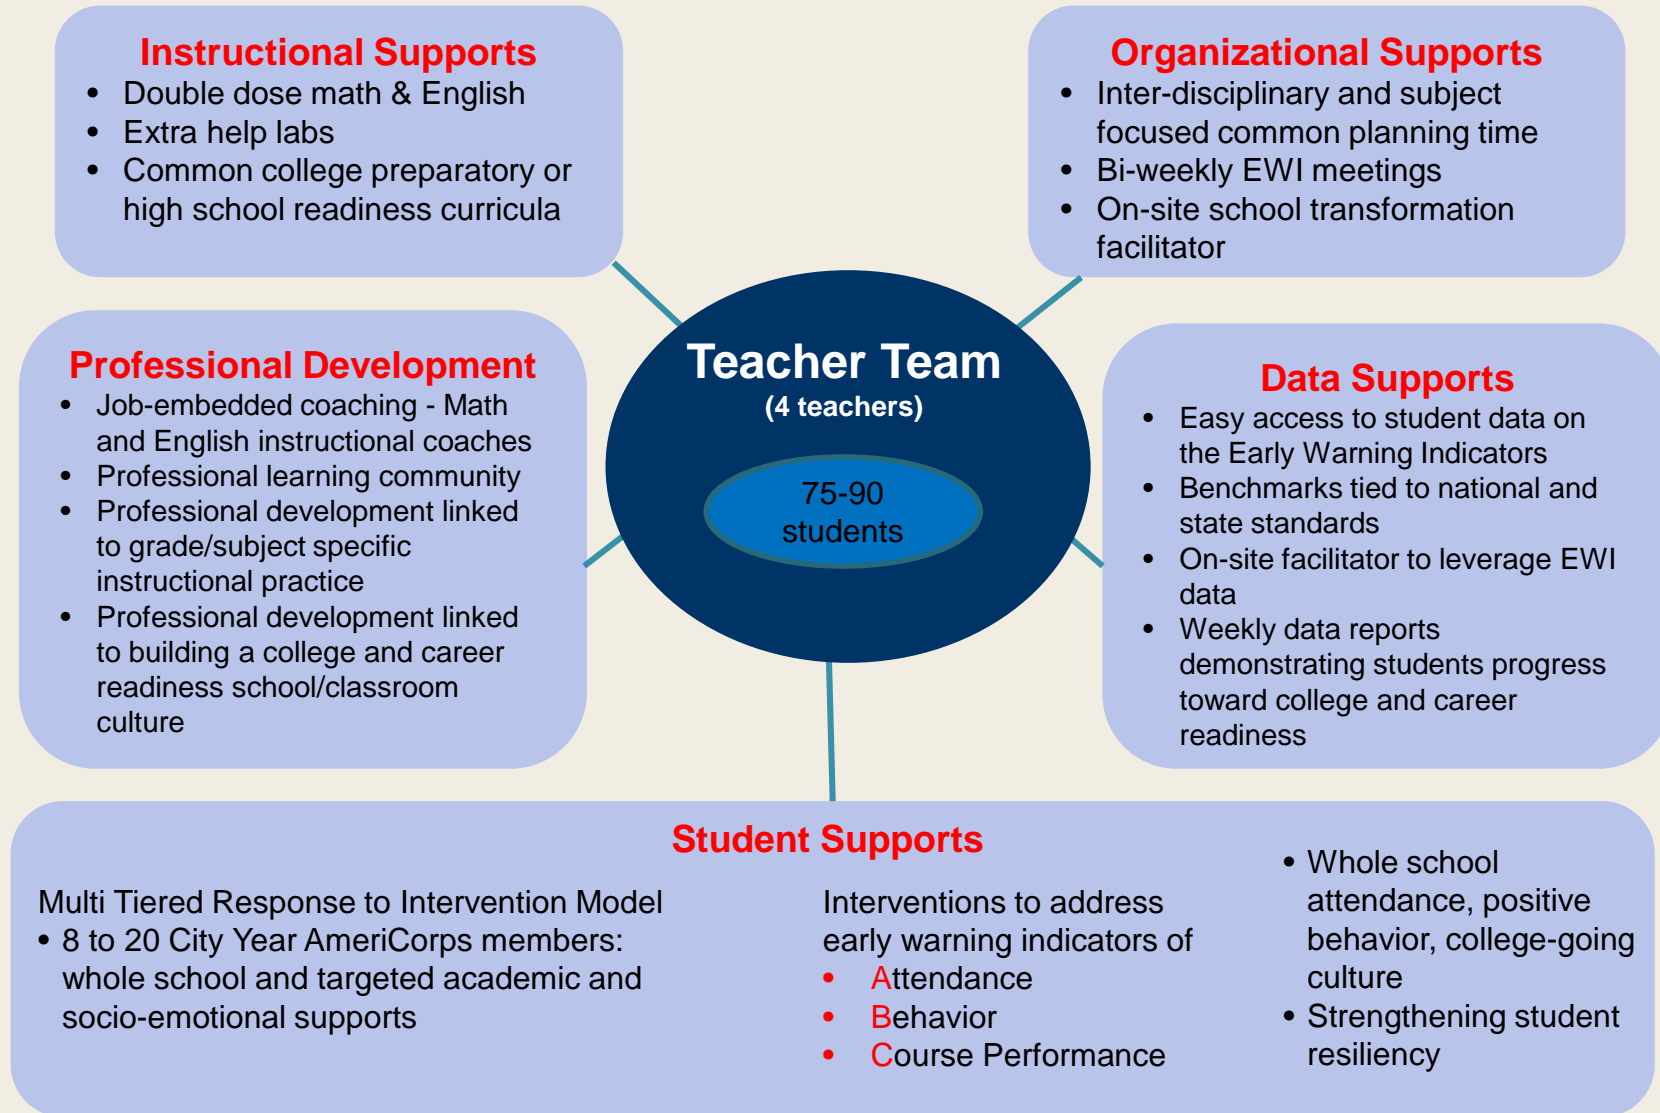 Instructional Supports
• Double dose math & English
• Extra help labs
• Common college preparatory or
high school readiness curricula
Organizational Supports
• Inter-disciplinary and subject
focused common planning time
• Bi-weekly EWI meetings
• On-site school transformation
facilitator
Teacher Team
(4 teachers)
75-90
students
Professional Development
• Job-embedded coaching - Math
and English instructional coaches
• Professional learning community
• Professional development linked
to grade/subject specific
instructional practice
• Professional development linked
to building a college and career
readiness school/classroom
culture
Data Supports
• Easy access to student data on
the Early Warning Indicators
• Benchmarks tied to national and
state standards
• On-site facilitator to leverage EWI
data
• Weekly data reports
demonstrating students progress
toward college and career
readiness
Student Supports
Multi Tiered Response to Intervention Model
• 8 to 20 City Year AmeriCorps members:
whole school and targeted academic and
socio-emotional supports
Interventions to address
early warning indicators of
• Attendance
• Behavior
• Course Performance
• Whole school
attendance, positive
behavior, college-going
culture
• Strengthening student
resiliency